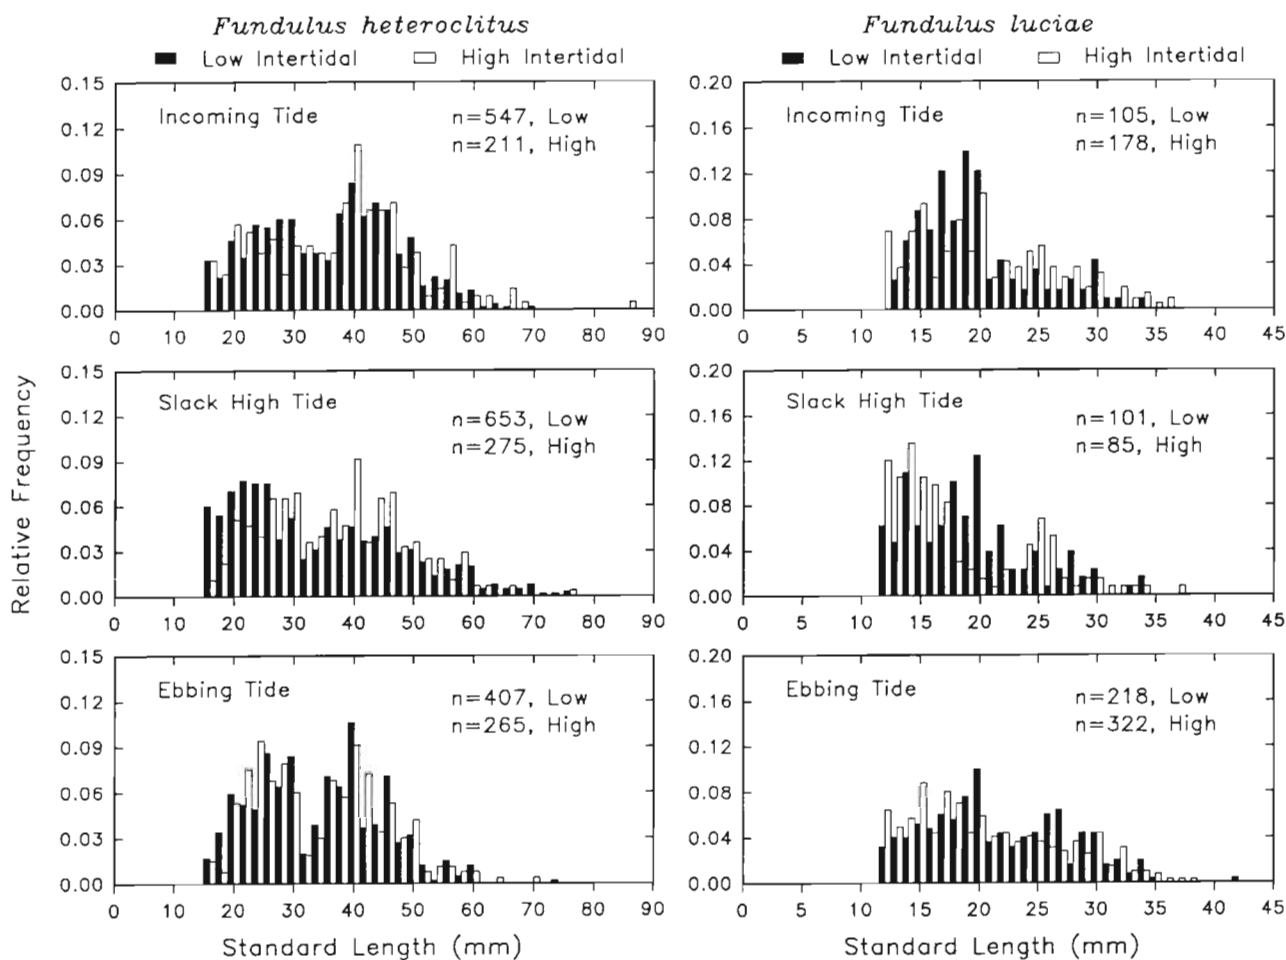 Fundulus heteroclitus
Low Intertidal High Intertidal
0.15
0.12
0.09
0.06
0.03
0.00
Incoming Tide
n=547, Low
n=211, High
0 10 20 30 40 50 60 70 80 90
Fundulus luciae
Low Intertidal High Intertidal
0.20
0.16
0.12
0.08
0.04
0.00
Incoming Tide
n=105, Low
n=178, High
0 5 10 15 20 25 30 35 40 45
Relative Frequency
0.15
0.12
0.09
0.06
0.03
0.00
Slack High Tide
n=653, Low
n=275, High
0 10 20 30 40 50 60 70 80 90
0.20
0.16
0.12
0.08
0.04
0.00
Slack High Tide
n=101, Low
n=85, High
0 5 10 15 20 25 30 35 40 45
0.15
0.12
0.09
0.06
0.03
0.00
Ebbing Tide
n=407, Low
n=265, High
0 10 20 30 40 50 60 70 80 90
Standard Length (mm)
0.20
0.16
0.12
0.08
0.04
0.00
Ebbing Tide
n=218, Low
n=322, High
0 5 10 15 20 25 30 35 40 45
Standard Length (mm)